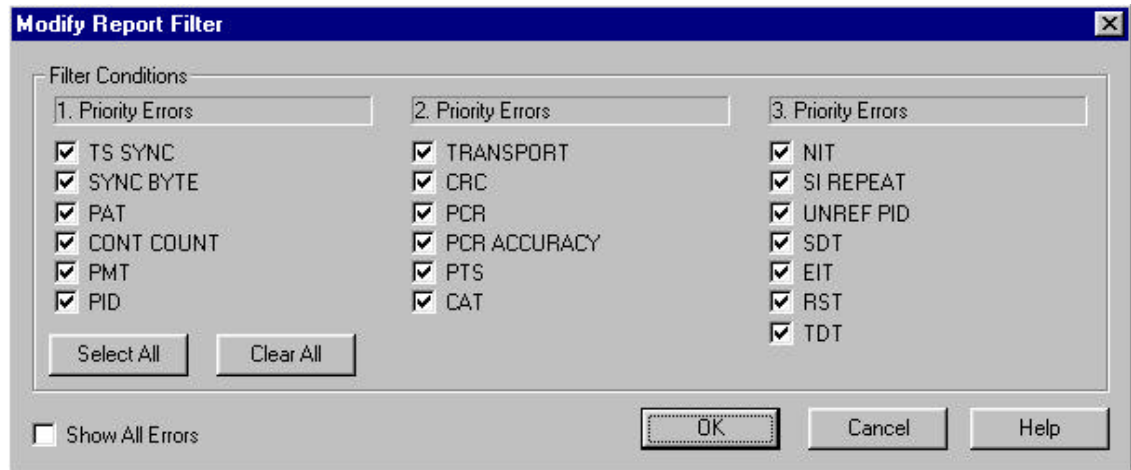 Modify Report Filter
Filter Conditions
1. Priority Errors
TS SYNC
SYNC BYTE
PAT
CONT COUNT
PMT
PID
2. Priority Errors
TRANSPORT
CRC
PCR
PCR ACCURACY
PTS
CAT
3. Priority Errors
NIT
SI REPEAT
UNREF PID
SDT
EIT
RST
TDT
Select All
Clear All
Show All Errors
OK
Cancel
Help